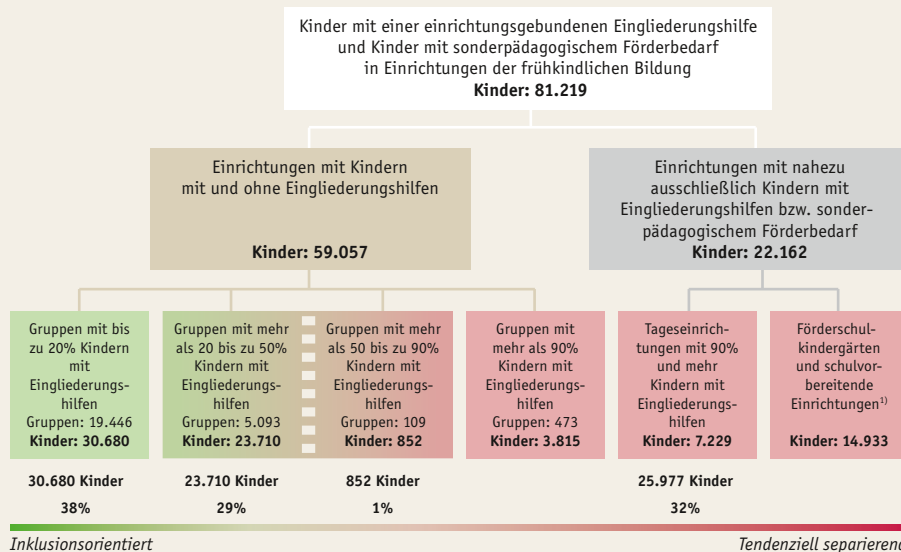 Kinder mit einer einrichtungsgebundenen Eingliederungshilfe
und Kinder mit sonderpädagogischem Förderbedarf
in Einrichtungen der frühkindlichen Bildung
Kinder: 81.219
Einrichtungen mit Kindern
mit und ohne Eingliederungshilfen
Kinder: 59.057
Einrichtungen mit nahezu
ausschließlich Kindern mit
Eingliederungshilfen bzw. sonder-
pädagogischem Förderbedarf
Kinder: 22.162
Gruppen mit bis
zu 20% Kindern
mit
Eingliederungs-
hilfen
Gruppen: 19.446
Kinder: 30.680
Gruppen mit mehr
als 20 bis zu 50%
Kindern mit
Eingliederungs-
hilfen
Gruppen: 5.093
Kinder: 23.710
Gruppen mit mehr
als 50 bis zu 90%
Kindern mit
Eingliederungs-
hilfen
Gruppen: 109
Kinder: 852
Gruppen mit
mehr als 90%
Kindern mit
Eingliederungs-
hilfen
Gruppen: 473
Kinder: 3.815
Tageseinrich-
tungen mit 90%
und mehr
Kindern mit
Eingliederungs-
hilfen
Kinder: 7.229
Förderschul-
kindergärten
und schulvor-
bereitende
Einrichtungen1)
Kinder: 14.933
30.680 Kinder
38%
23.710 Kinder
29%
852 Kinder
1%
25.977 Kinder
32%
Inklusionsorientiert
Tendenziell separierend